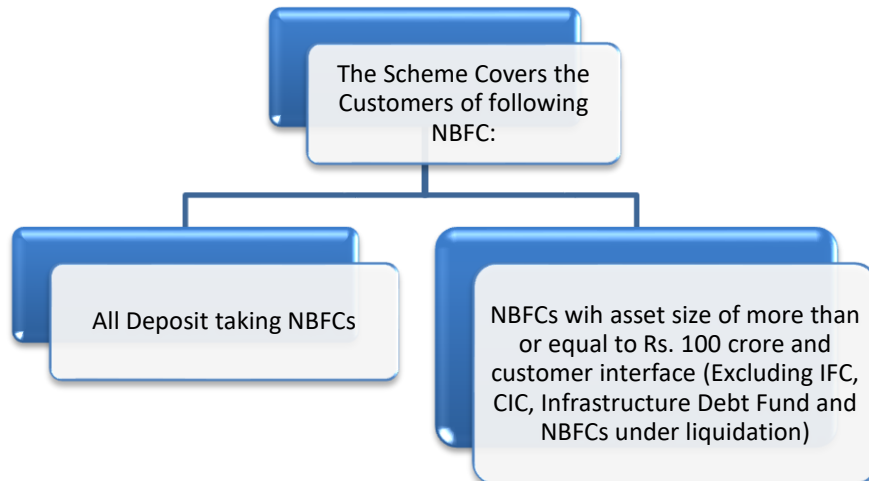 The Scheme Covers the
Customers of following
NBFC:
All Deposit taking NBFCs
NBFCs wih asset size of more than
or equal to Rs. 100 crore and
customer interface (Excluding IFC,
CIC, Infrastructure Debt Fund and
NBFCs under liquidation)